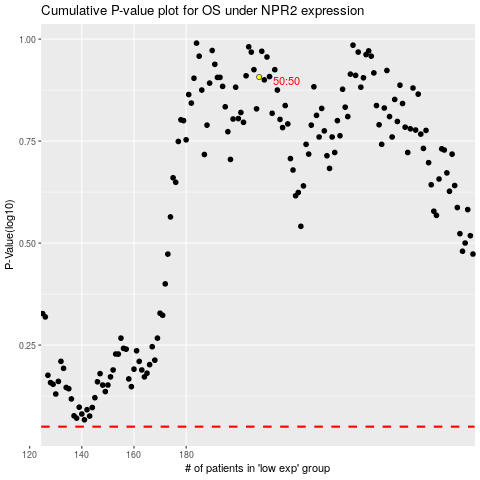 Cumulative P-value plot for OS under NPR2 expression
1.00
50:50
0.75
P-Value(log10)
0.50
0.25
120 140 160 180
# of patients in 'low exp' group